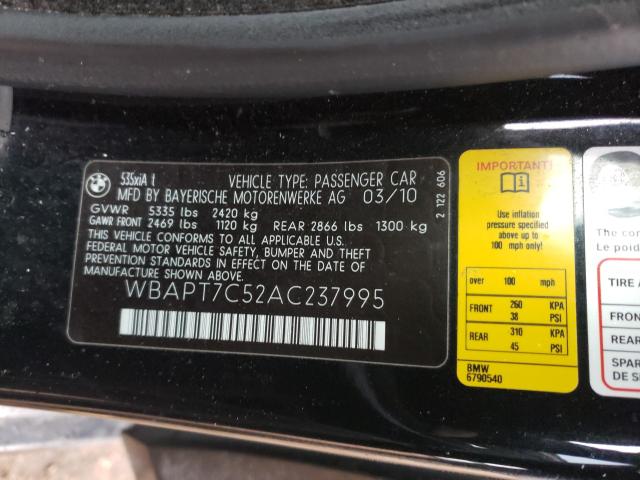 BMW
535xiA t VEHICLE TYPE: PASSENGER CAR
MFD BY BAYERISCHE MOTORENWERKE AG 03/10
GVWR 5335 lbs 2420 kg
GAWR FRONT 2469 lbs 1120 kg REAR 2866 lbs 1300 kg
THIS VEHICLE CONFORMS TO ALL APPLICABLE U.S.
FEDERAL MOTOR VEHICLE SAFETY, BUMPER AND THEFT
PREVENTION STANDARDS IN EFFECT ON THE DATE OF
MANUFACTURE SHOWN ABOVE.
WBAPT7C52AC237995
2 122 606
IMPORTANT!
Use inflation
pressure specified
above for up to
100 mph only!
over 100 mph
FRONT 260 KPA
38 PSI
REAR 310 KPA
45 PSI
BMW
6790540
The
Le poid
TIRE
FRON
REAR
SPAR
DE S